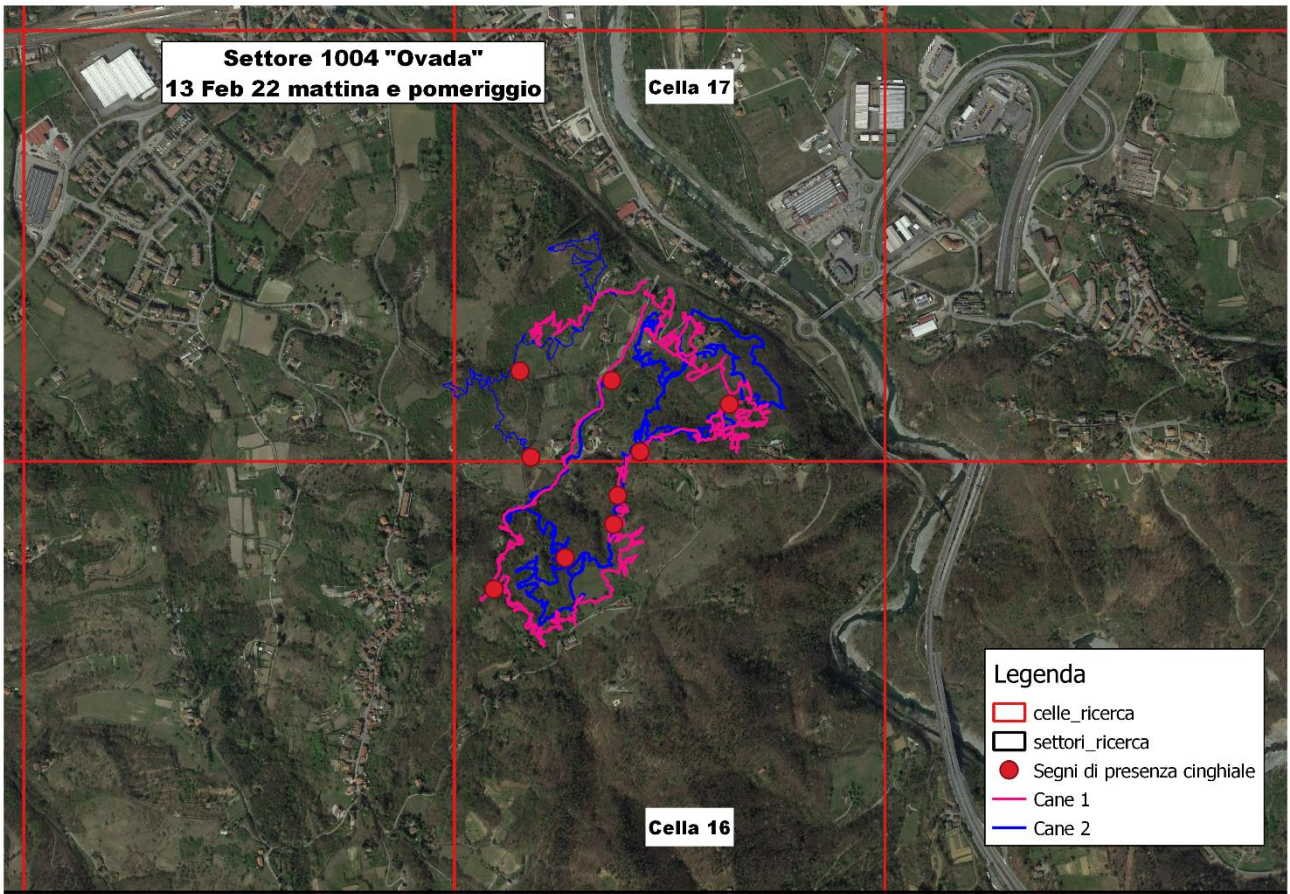 Settore 1004 "Ovada"
13 Feb 22 mattina e pomeriggio
Cella 17
Cella 16
Legenda
celle_ricerca
settori_ricerca
Segni di presenza cinghiale
Cane 1
Cane 2